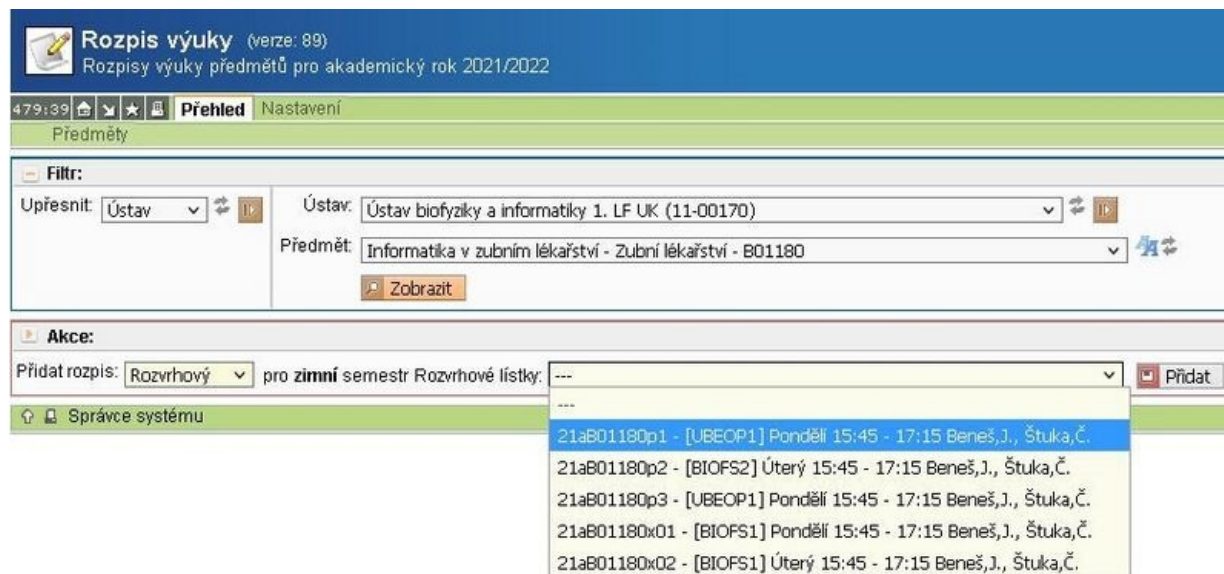 Rozpis výuky (verze: 89)
Rozpisy výuky předmětů pro akademický rok 2021/2022
479:39 Přehled Nastavení
Předměty
Filtr:
Upřesnit: Ústav Ústav: Ústav biofyziky a informatiky 1. LF UK (11-00170)
Předmět: Informatika v zubním lékařství - Zubní lékařství - B01180
Zobrazit
Akce:
Přidat rozpis: Rozvrhový pro zimní semestr Rozvrhové lístky: --- Přidat
---
Správce systému
21aB01180p1 - [UBEOP1] Pondělí 15:45 - 17:15 Beneš,J., Štuka,Č.
21aB01180p2 - [BIOFS2] Úterý 15:45 - 17:15 Beneš,J., Štuka,Č.
21aB01180p3 - [UBEOP1] Pondělí 15:45 - 17:15 Beneš,J., Štuka,Č.
21aB01180x01 - [BIOFS1] Pondělí 15:45 - 17:15 Beneš,J., Štuka,Č.
21aB01180x02 - [BIOFS1] Úterý 15:45 - 17:15 Beneš,J., Štuka,Č.